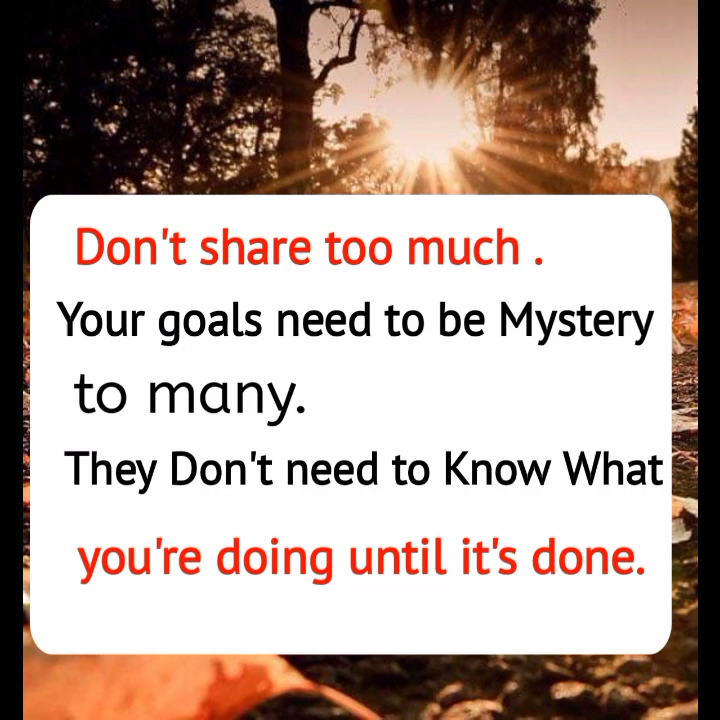 Don't share too much .
Your goals need to be Mystery
to many.
They Don't need to Know What
you're doing until it's done.